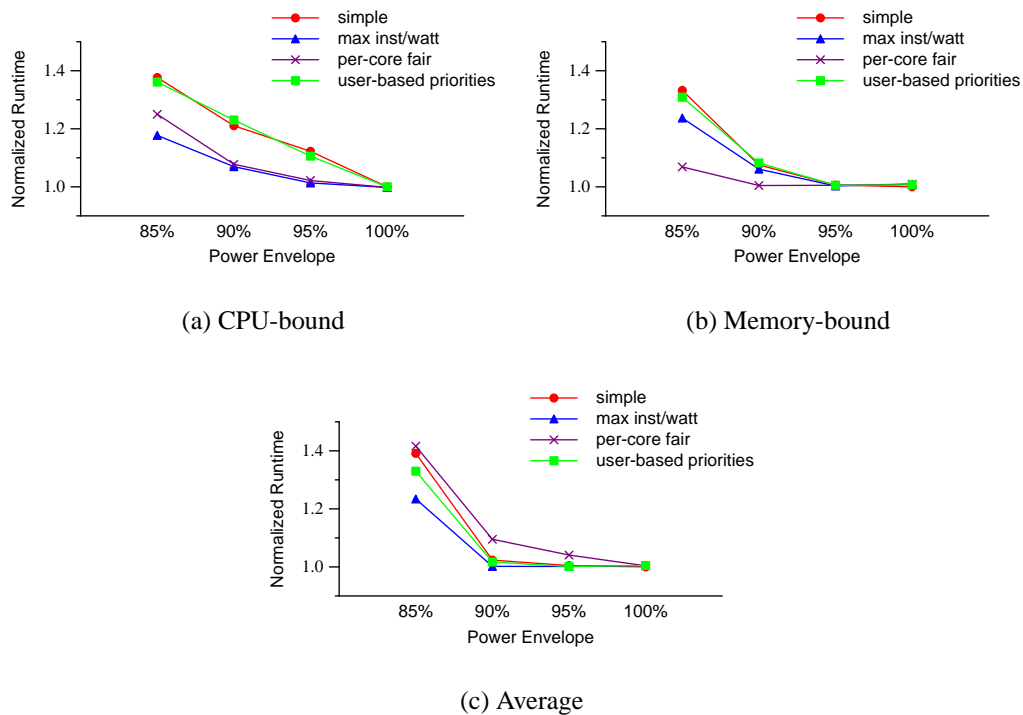 simple
max inst/watt
per-core fair
user-based priorities
Normalized Runtime
1.4
1.2
1.0
85% 90% 95% 100%
Power Envelope
(a) CPU-bound
simple
max inst/watt
per-core fair
user-based priorities
Normalized Runtime
1.4
1.2
1.0
85% 90% 95% 100%
Power Envelope
(b) Memory-bound
simple
max inst/watt
per-core fair
user-based priorities
Normalized Runtime
1.4
1.2
1.0
85% 90% 95% 100%
Power Envelope
(c) Average